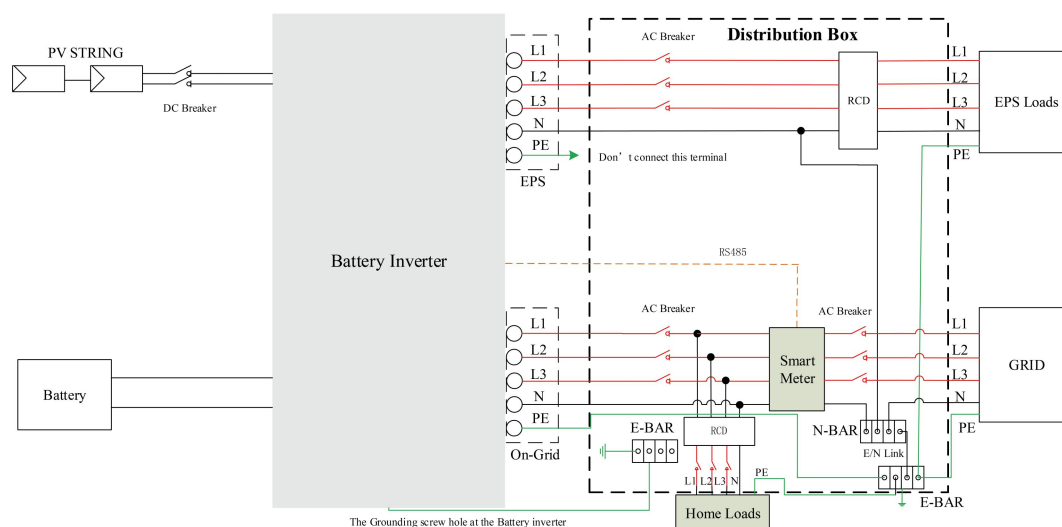 PV STRING
DC Breaker
Battery Inverter
Battery
L1
L2
L3
N
PE
EPS
AC Breaker
Distribution Box
RCD
L1
L2
L3
N
PE
EPS Loads
Don't connect this terminal
RS485
L1
L2
L3
N
PE
On-Grid
AC Breaker
AC Breaker
Smart
Meter
L1
L2
L3
N
PE
GRID
N-BAR
E/N Link
E-BAR
E-BAR
RCD
L1
L2
L3
N
PE
Home Loads
The Grounding screw hole at the Battery inverter